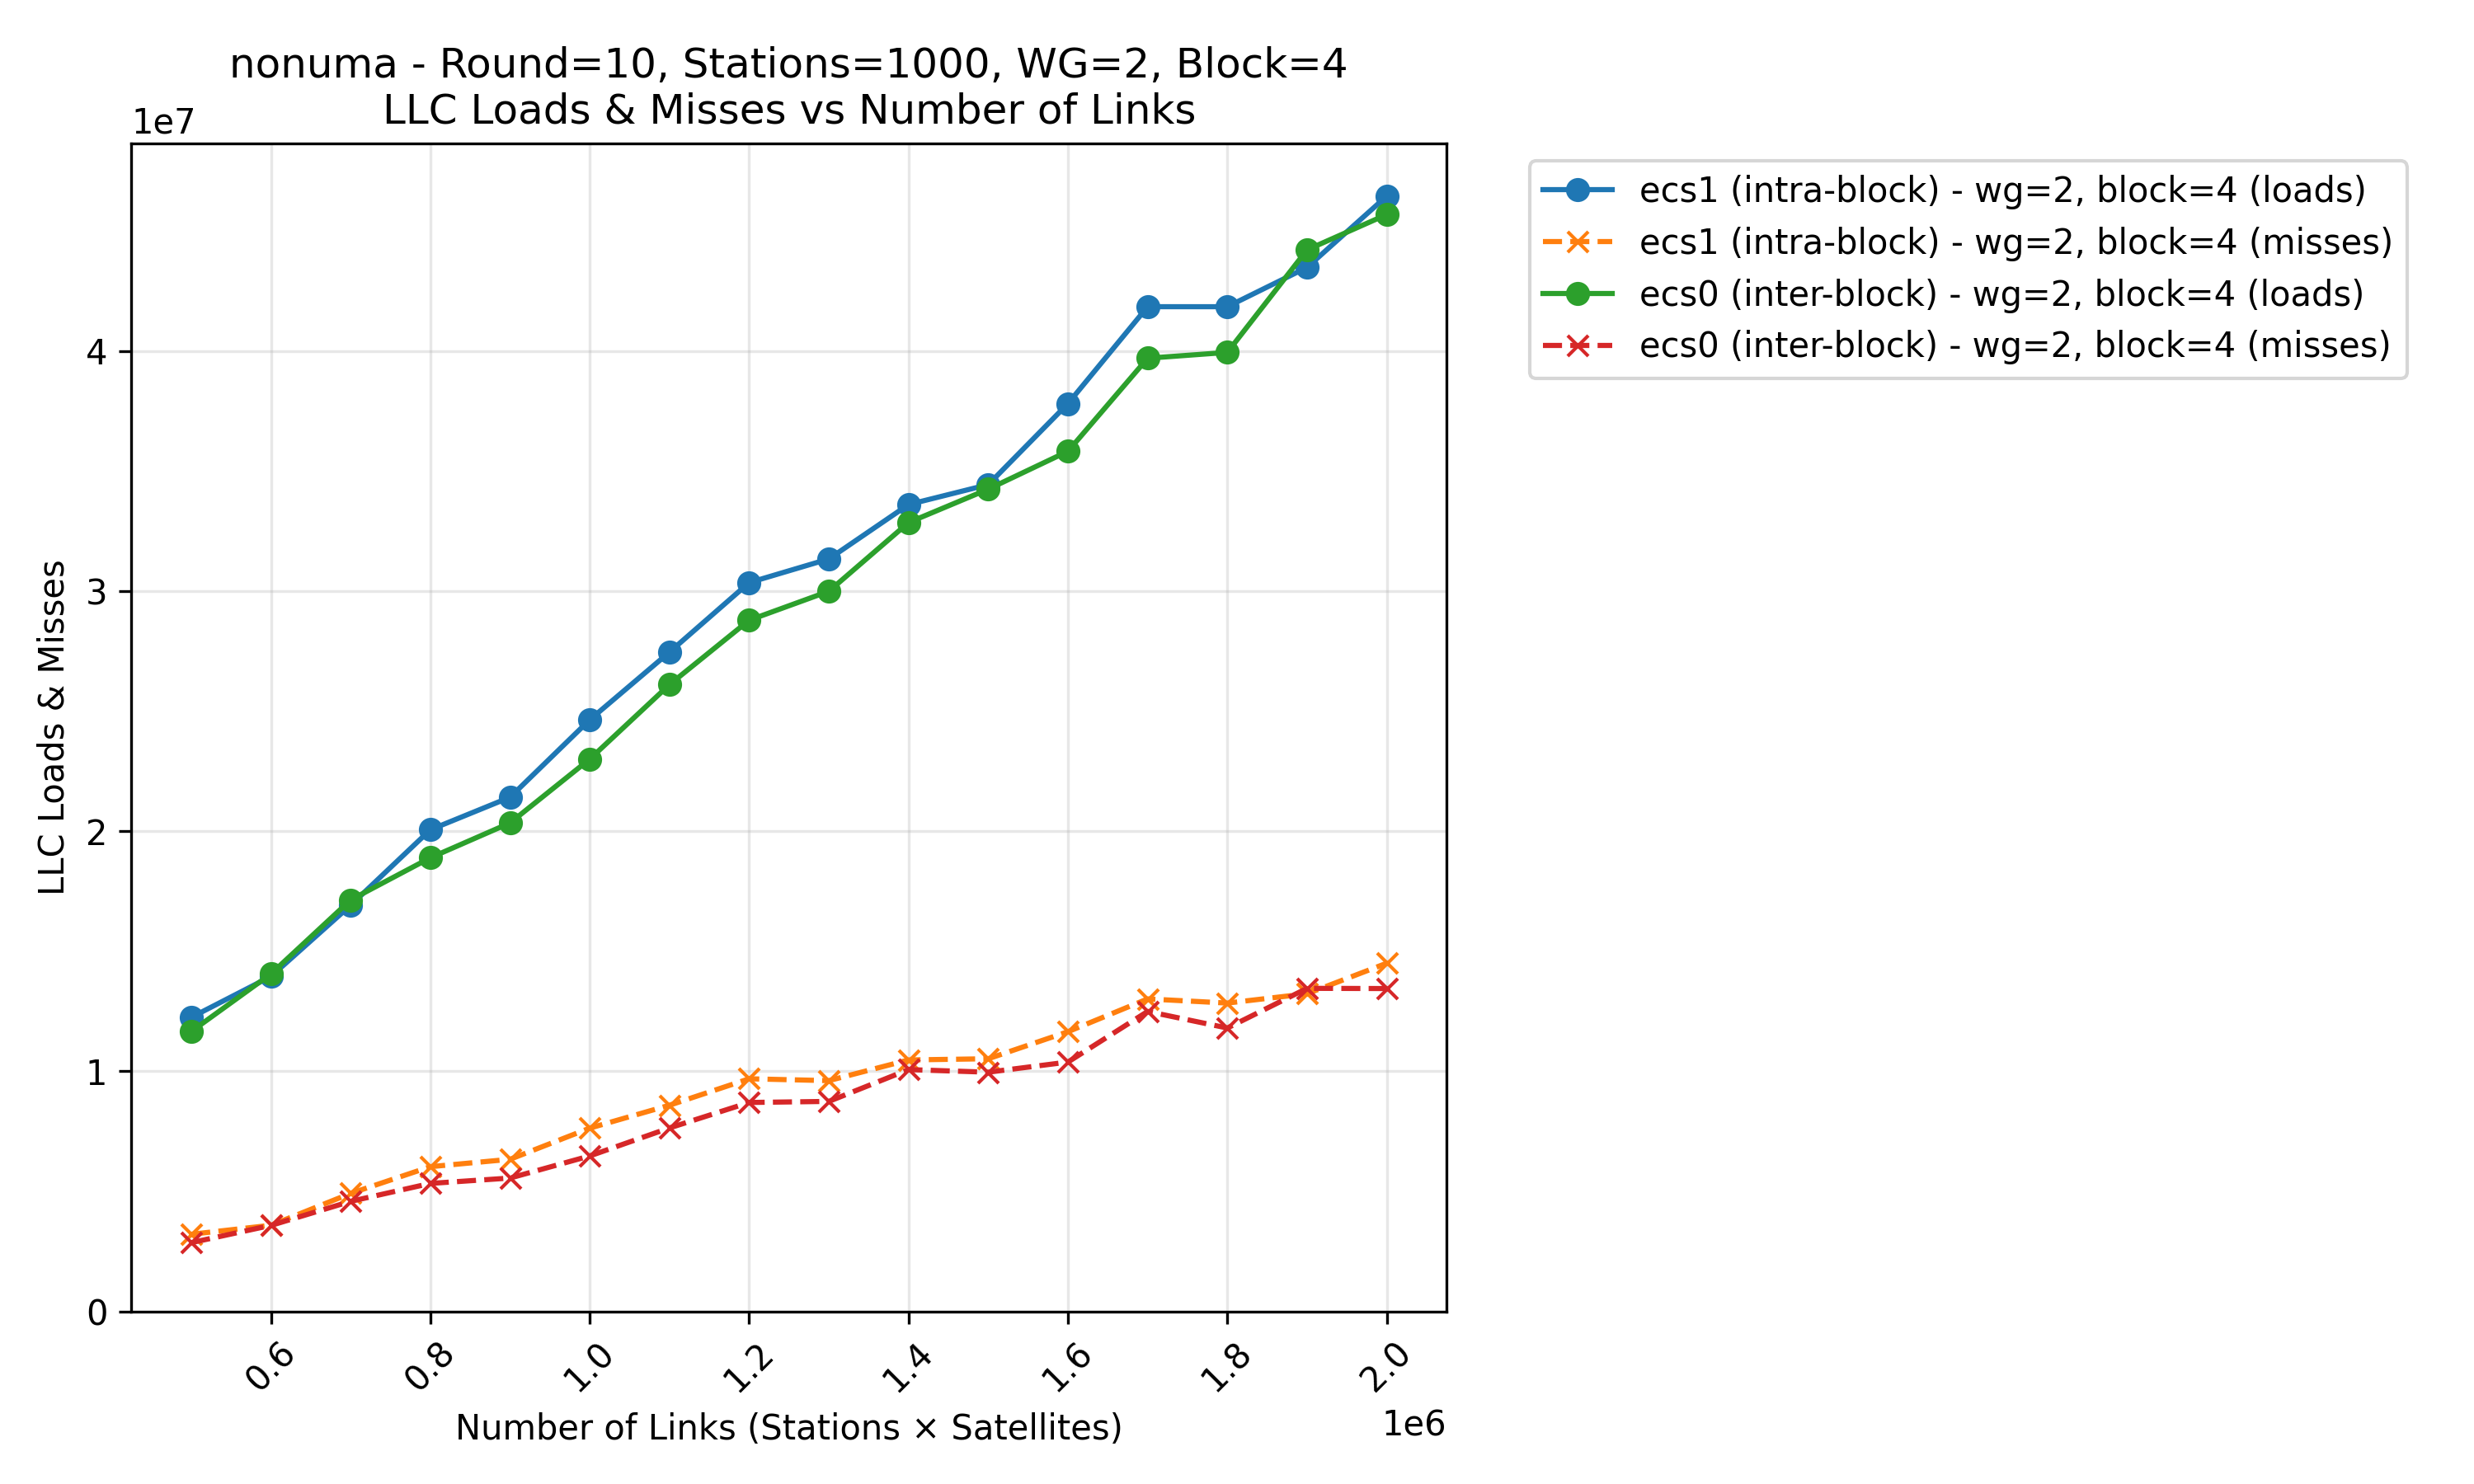 nonuma - Round=10, Stations=1000, WG=2, Block=4
LLC Loads & Misses vs Number of Links
1e7
ecs1 (intra-block) - wg=2, block=4 (loads)
ecs1 (intra-block) - wg=2, block=4 (misses)
ecs0 (inter-block) - wg=2, block=4 (loads)
ecs0 (inter-block) - wg=2, block=4 (misses)
4
3
2
1
0
LLC Loads & Misses
0.6
0.8
1.0
1.2
1.4
1.6
1.8
2.0
1e6
Number of Links (Stations × Satellites)